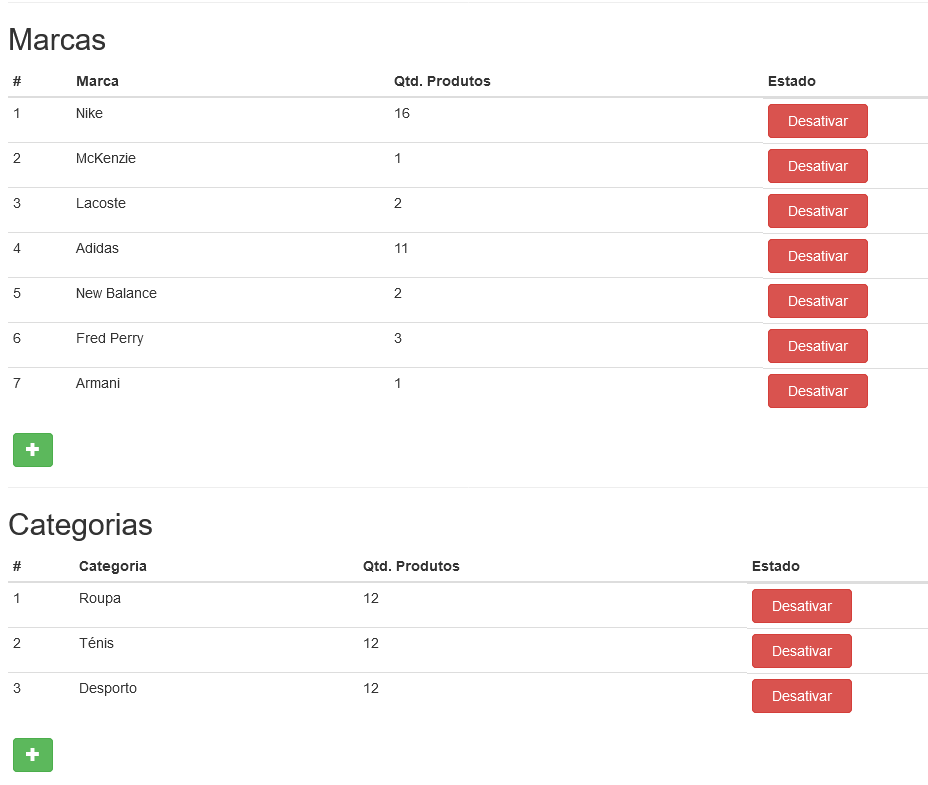 Marcas
# Marca Qtd. Produtos Estado
1 Nike 16 Desativar
2 McKenzie 1 Desativar
3 Lacoste 2 Desativar
4 Adidas 11 Desativar
5 New Balance 2 Desativar
6 Fred Perry 3 Desativar
7 Armani 1 Desativar
Categorias
# Categoria Qtd. Produtos Estado
1 Roupa 12 Desativar
2 Ténis 12 Desativar
3 Desporto 12 Desativar